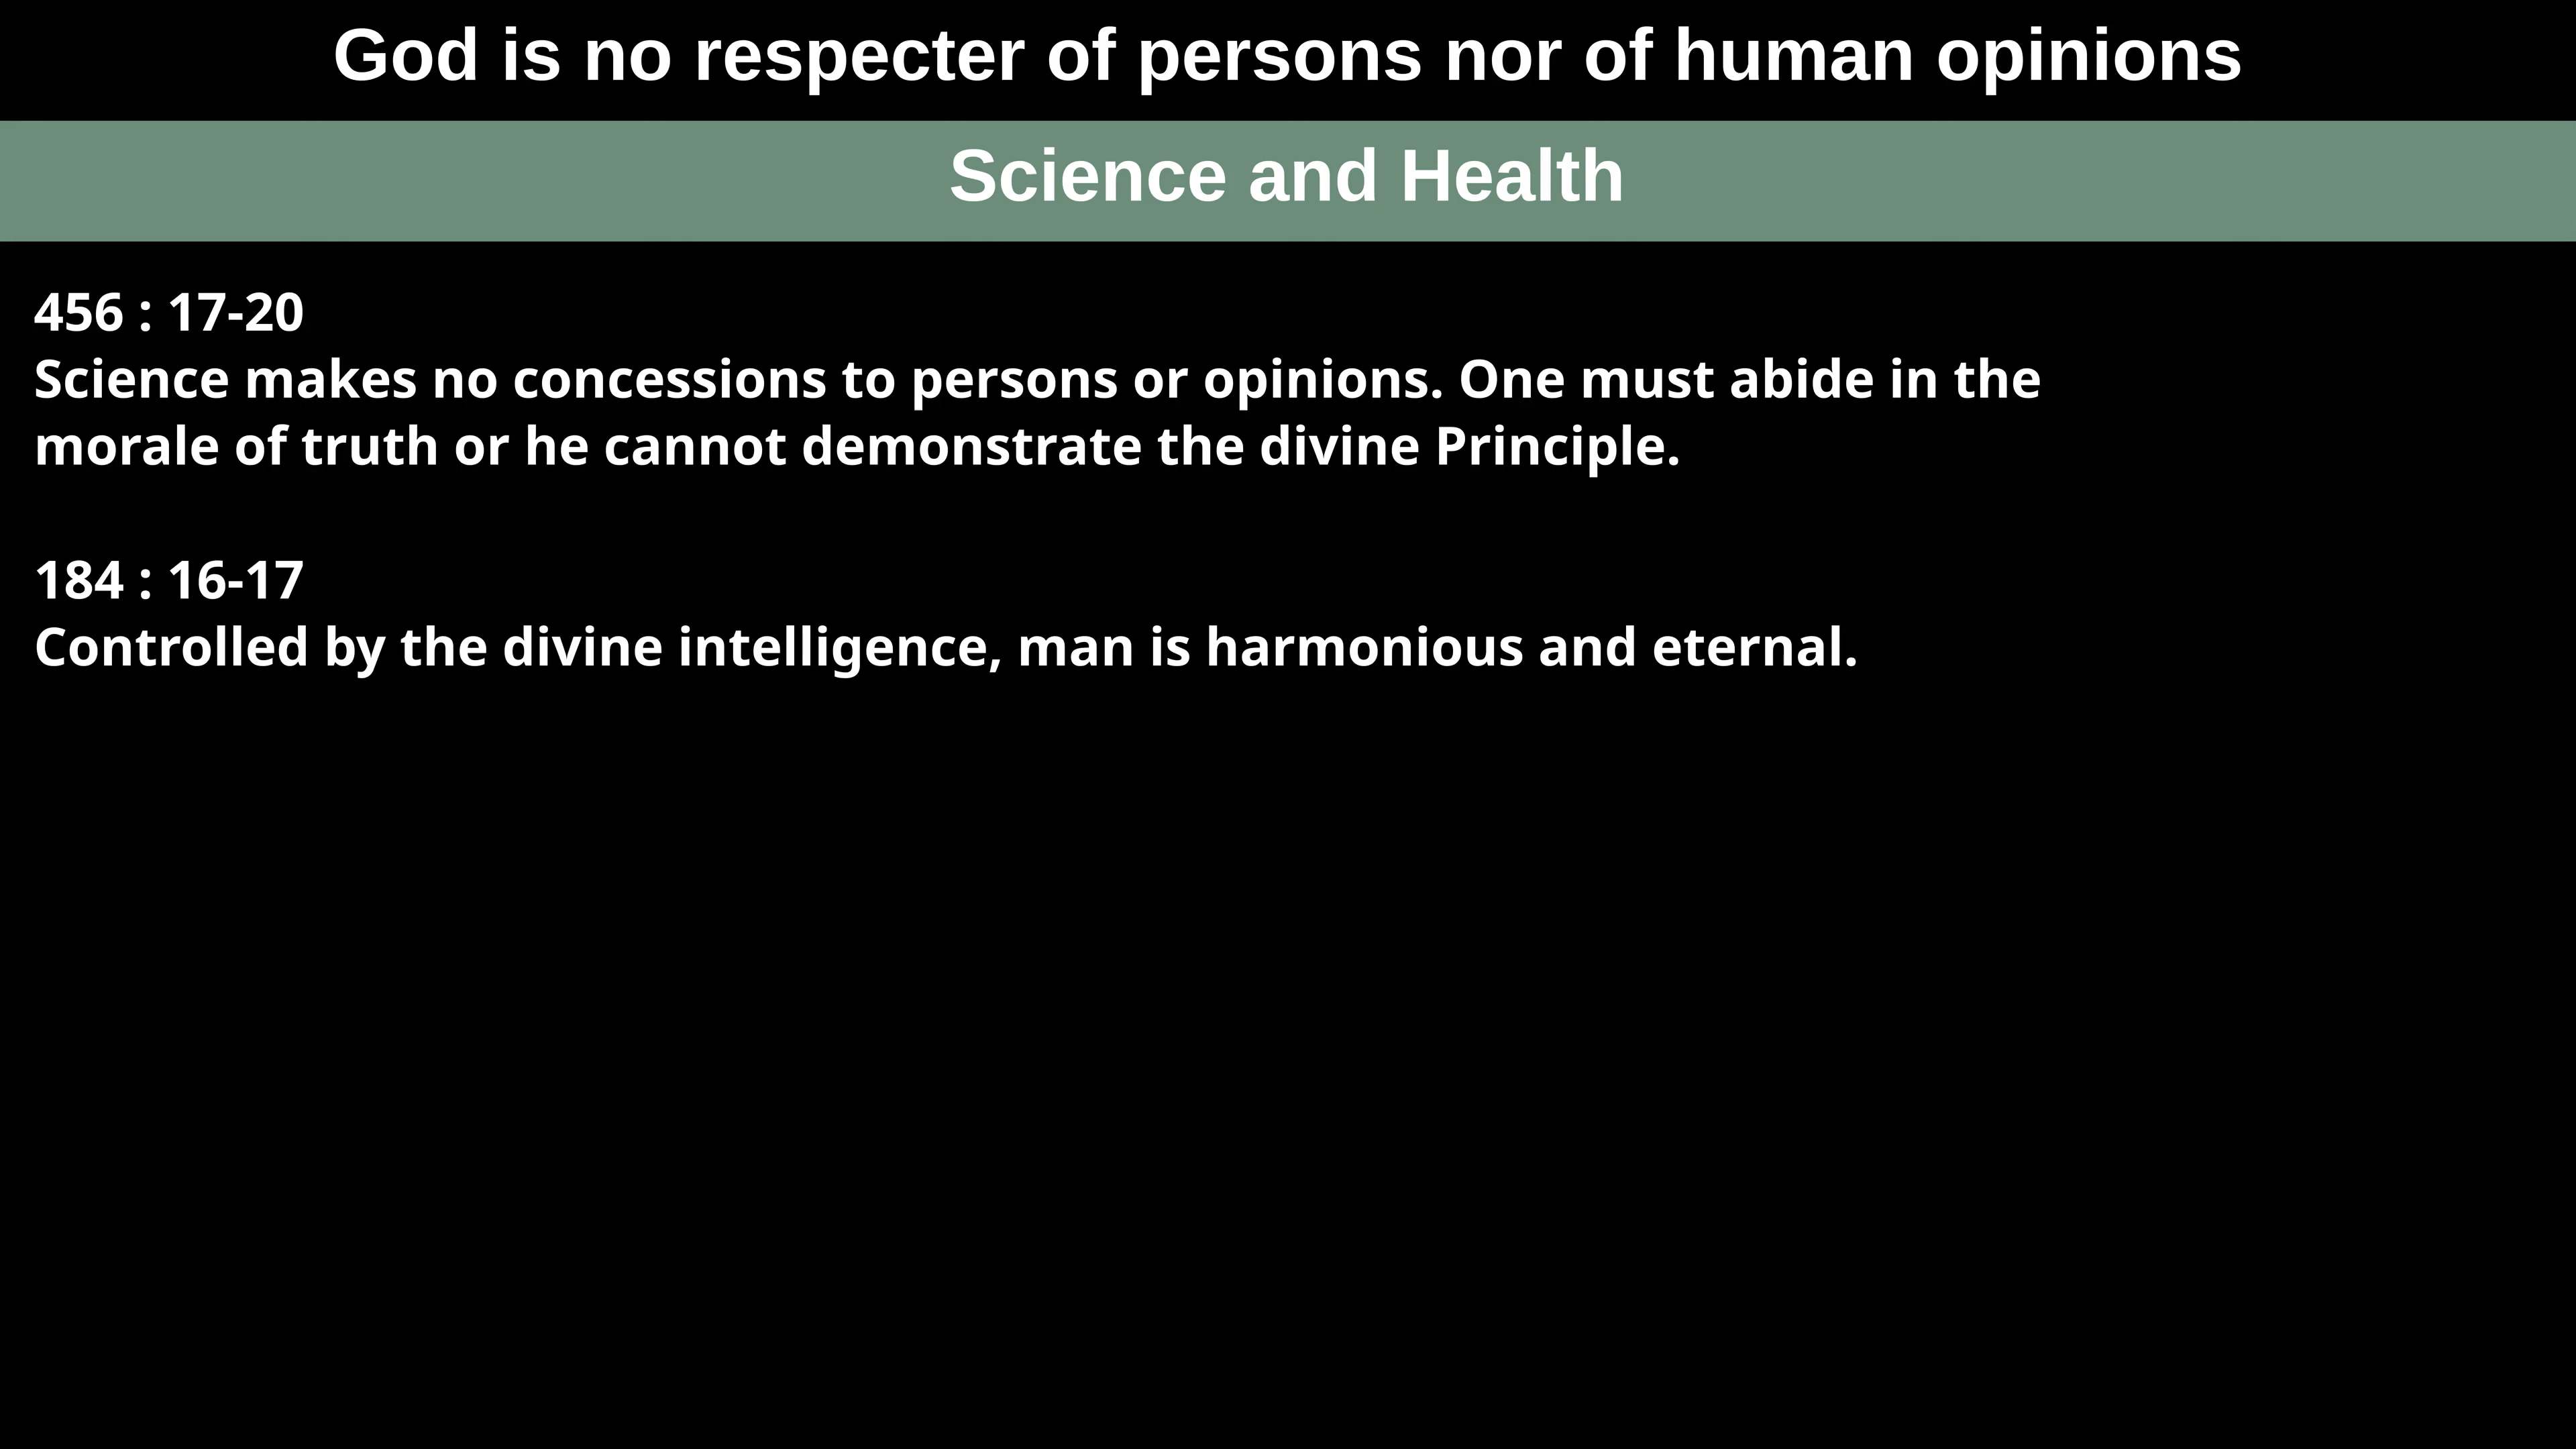 God is no respecter of persons nor of human opinions
Science and Health
456 : 17-20
Science makes no concessions to persons or opinions. One must abide in the
morale of truth or he cannot demonstrate the divine Principle.
184 : 16-17
Controlled by the divine intelligence, man is harmonious and eternal.